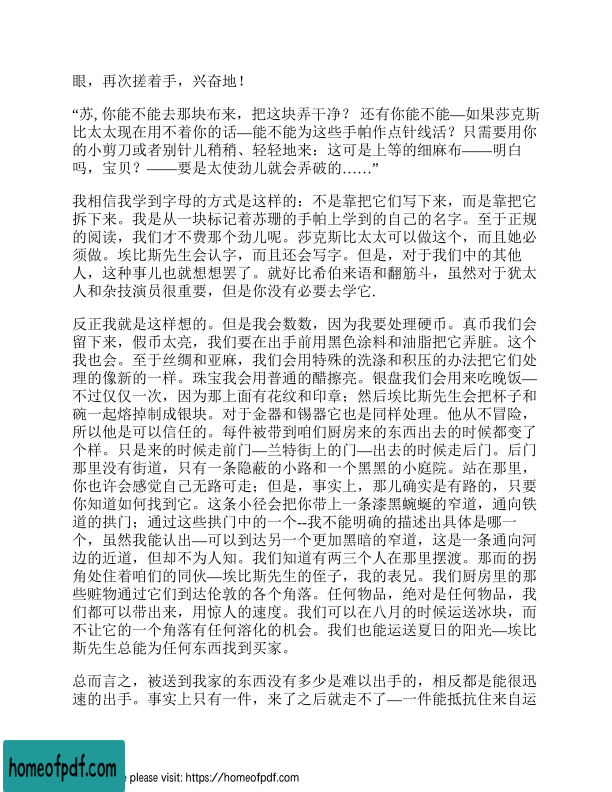 眼，再次搓着手，兴奋地！
“苏, 你能不能去那块布来，把这块弄干净？ 还有你能不能—如果莎克斯
比太太现在用不着你的话—能不能为这些手帕作点针线活？只需要用你
的小剪刀或者别针儿稍稍、轻轻地来：这可是上等的细麻布——明白
吗，宝贝？——要是太使劲儿就会弄破的……”
我相信我学到字母的方式是这样的：不是靠把它们写下来，而是靠把它
拆下来。我是从一块标记着苏珊的手帕上学到的自己的名字。至于正规
的阅读，我们才不费那个劲儿呢。莎克斯比太太可以做这个，而且她必
须做。埃比斯先生会认字，而且还会写字。但是，对于我们中的其他
人，这种事儿也就想想罢了。就好比希伯来语和翻筋斗，虽然对于犹太
人和杂技演员很重要，但是你没有必要去学它.
反正我就是这样想的。但是我会数数，因为我要处理硬币。真币我们会
留下来，假币太亮，我们要在出手前用黑色涂料和油脂把它弄脏。这个
我也会。至于丝绸和亚麻，我们会用特殊的洗涤和积压的办法把它们处
理的像新的一样。珠宝我会用普通的醋擦亮。银盘我们会用来吃晚饭—
不过仅仅一次，因为那上面有花纹和印章；然后埃比斯先生会把杯子和
碗一起熔掉制成银块。对于金器和锡器它也是同样处理。他从不冒险，
所以他是可以信任的。每件被带到咱们厨房来的东西出去的时候都变了
个样。只是来的时候走前门—兰特街上的门—出去的时候走后门。后门
那里没有街道，只有一条隐蔽的小路和一个黑黑的小庭院。站在那里，
你也许会感觉自己无路可走；但是，事实上，那儿确实是有路的，只要
你知道如何找到它。这条小径会把你带上一条漆黑蜿蜒的窄道，通向铁
道的拱门；通过这些拱门中的一个--我不能明确的描述出具体是哪一
个，虽然我能认出—可以到达另一个更加黑暗的窄道，这是一条通向河
边的近道，但却不为人知。我们知道有两三个人在那里摆渡。那而的拐
角处住着咱们的同伙—埃比斯先生的侄子，我的表兄。我们厨房里的那
些赃物通过它们到达伦敦的各个角落。任何物品，绝对是任何物品，我
们都可以带出来，用惊人的速度。我们可以在八月的时候运送冰块，而
不让它的一个角落有任何溶化的机会。我们也能运送夏日的阳光—埃比
斯先生总能为任何东西找到买家。
总而言之，被送到我家的东西没有多少是难以出手的，相反都是能很迅
速的出手。事实上只有一件，来了之后就走不了—一件能抵抗住来自运
homeofpdf.com
please visit: https://homeofpdf.com